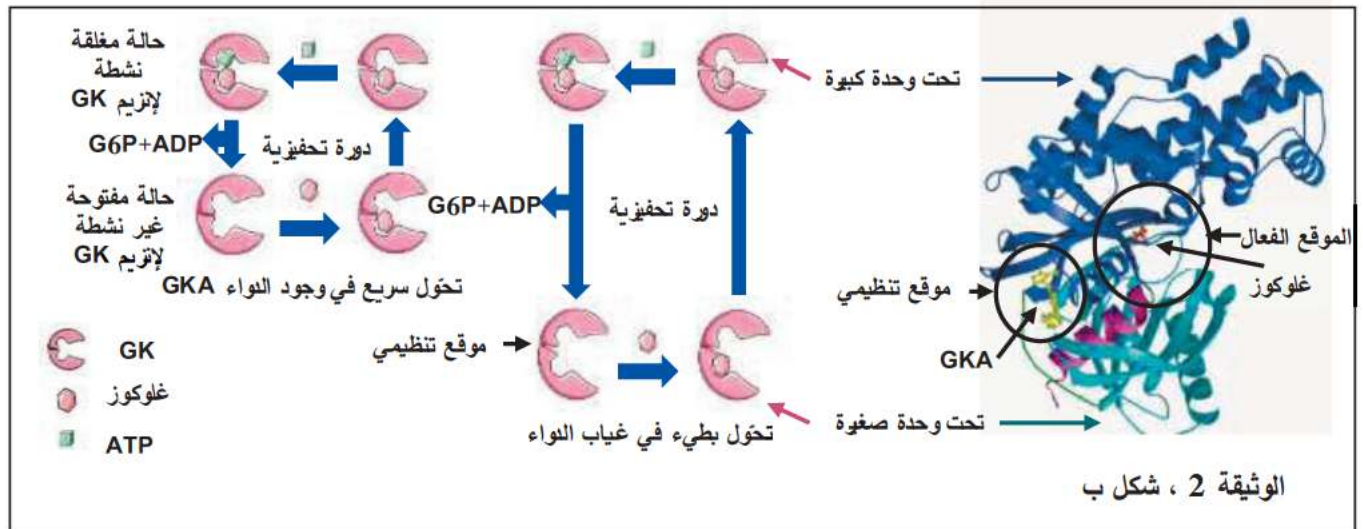 حالة مغلقة
نشطة
لإنزيم GK
G6P+ADP
دورة تحفيزية
حالة مفتوحة
غير نشطة
لإنزيم GK
تحوّل سريع في وجود الدواء GKA
GK
غلوكوز
ATP
G6P+ADP
دورة تحفيزية
موقع تنظيمي
تحوّل بطيء في غياب الدواء
تحت وحدة كبيرة
الموقع الفعال
غلوكوز
موقع تنظيمي
GKA
تحت وحدة صغيرة
الوثيقة 2 ، شكل ب